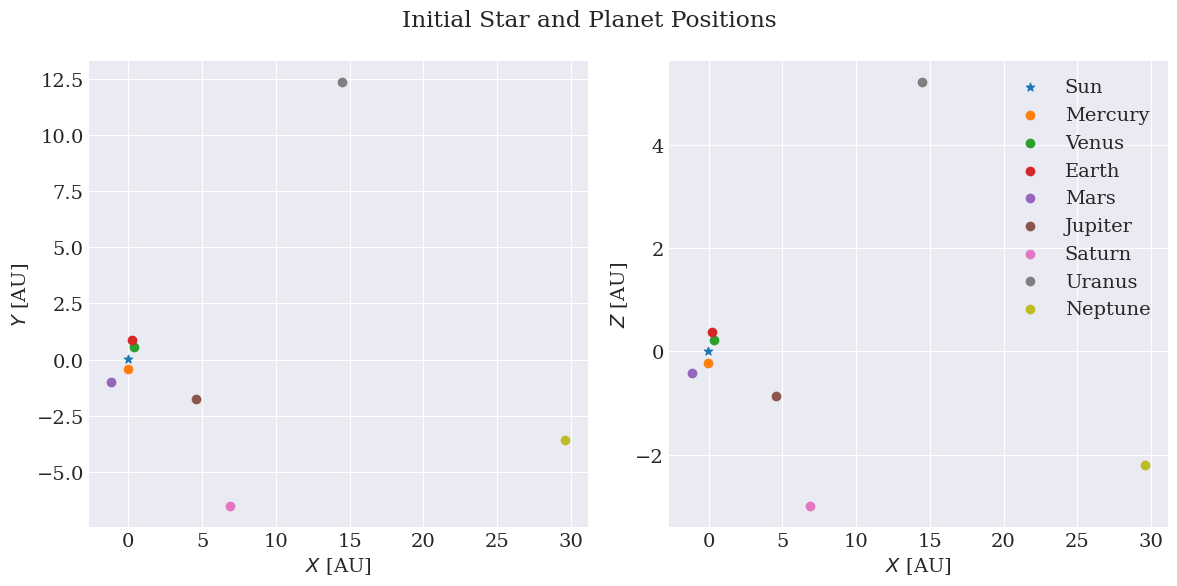 Initial Star and Planet Positions
12.5
10.0
7.5
5.0
2.5
0.0
−2.5
−5.0
Y [AU]
0 5 10 15 20 25 30
X [AU]
4
2
0
−2
Z [AU]
0 5 10 15 20 25 30
X [AU]
Sun
Mercury
Venus
Earth
Mars
Jupiter
Saturn
Uranus
Neptune